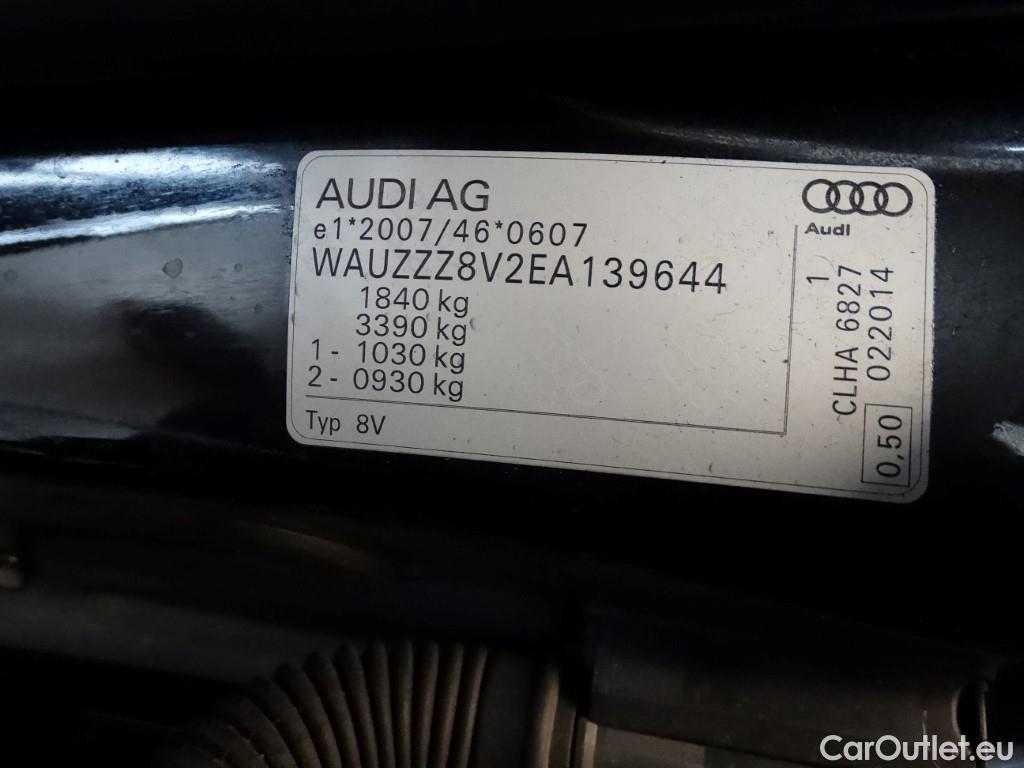 AUDI AG
e1*2007/46*0607
WAUZZZ8V2EA139644
1840 kg
3390 kg
1 - 1030 kg
2 - 0930 kg
Typ 8V
Audi
1
CLHA 6827
022014
0,50
CarOutlet.eu